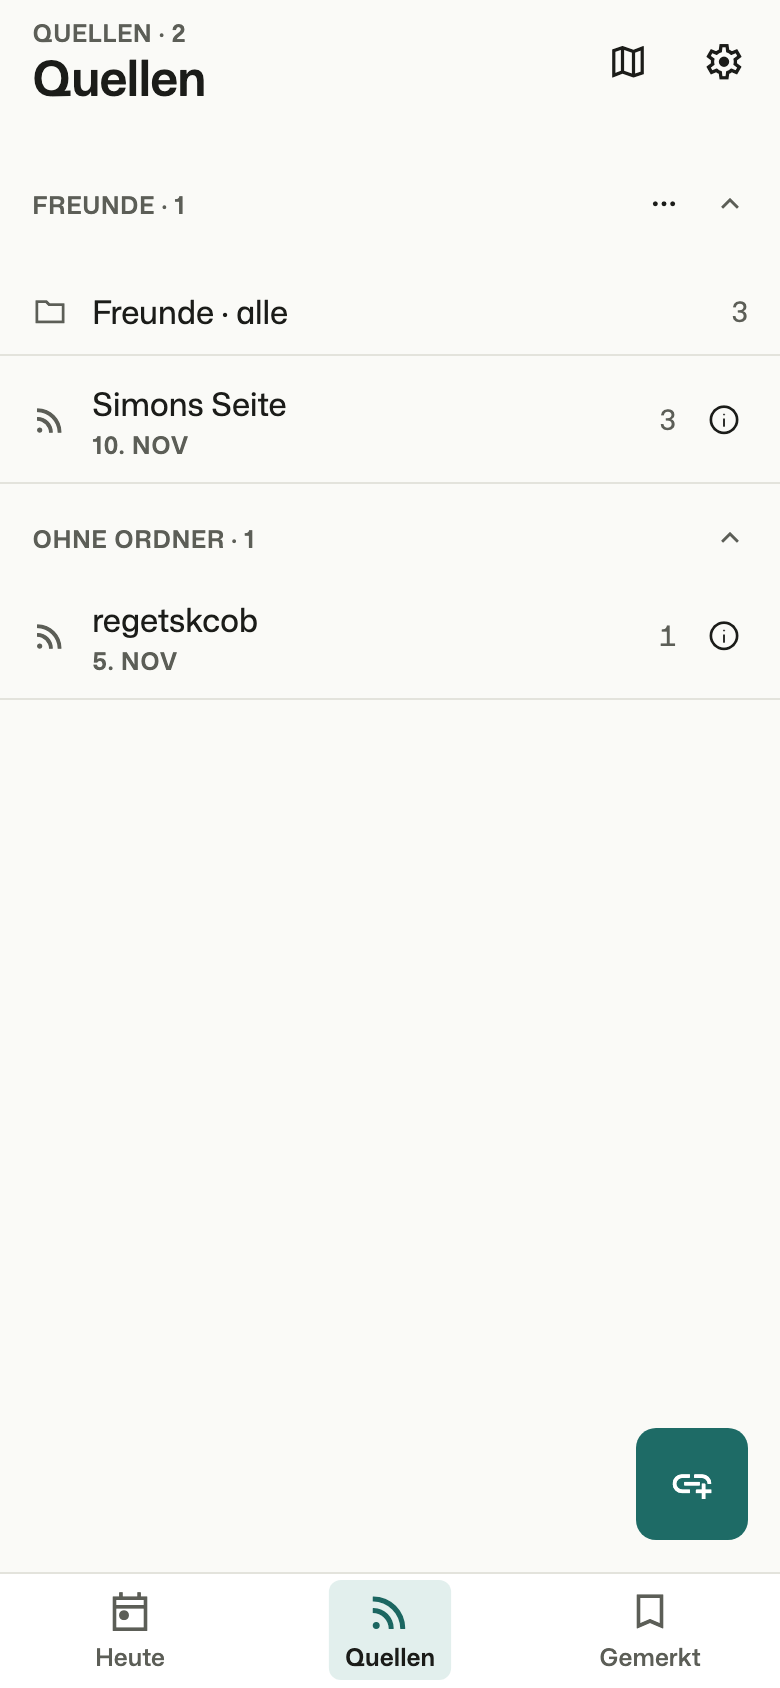 QUELLEN · 2
Quellen
FREUNDE · 1
Freunde · alle
3
Simons Seite
3
10. NOV
OHNE ORDNER · 1
regetskcob
1
5. NOV
Heute
Quellen
Gemerkt